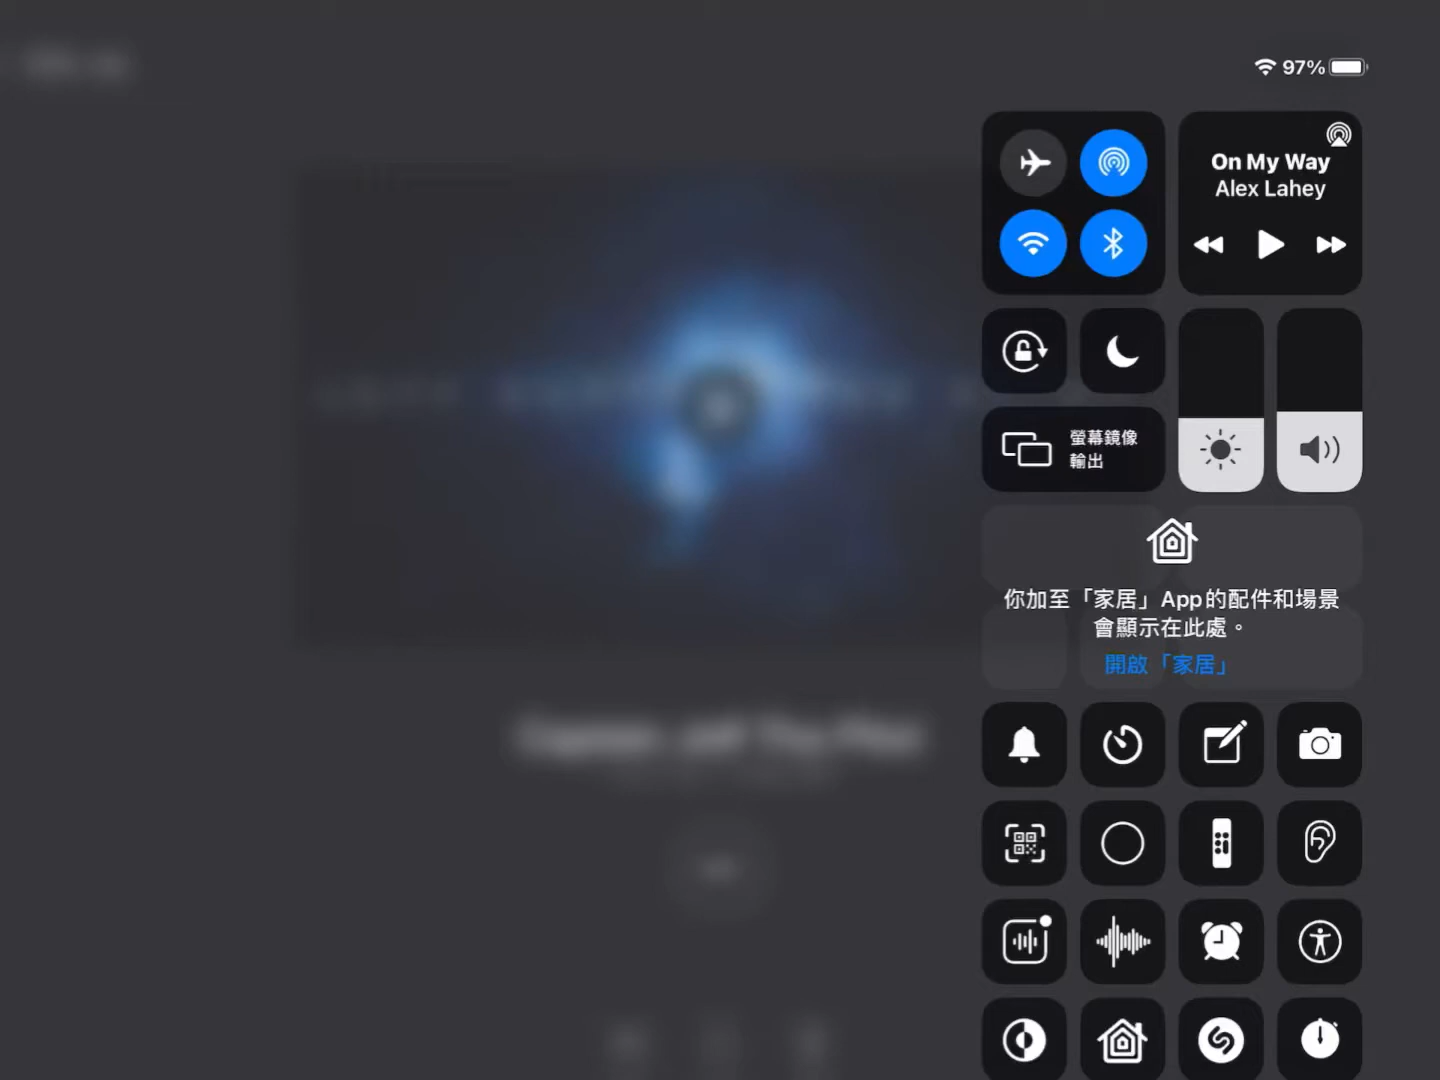 97%
On My Way
Alex Lahey
螢幕鏡像
輸出
你加至「家居」App的配件和場景
會顯示在此處。
開啟「家居」